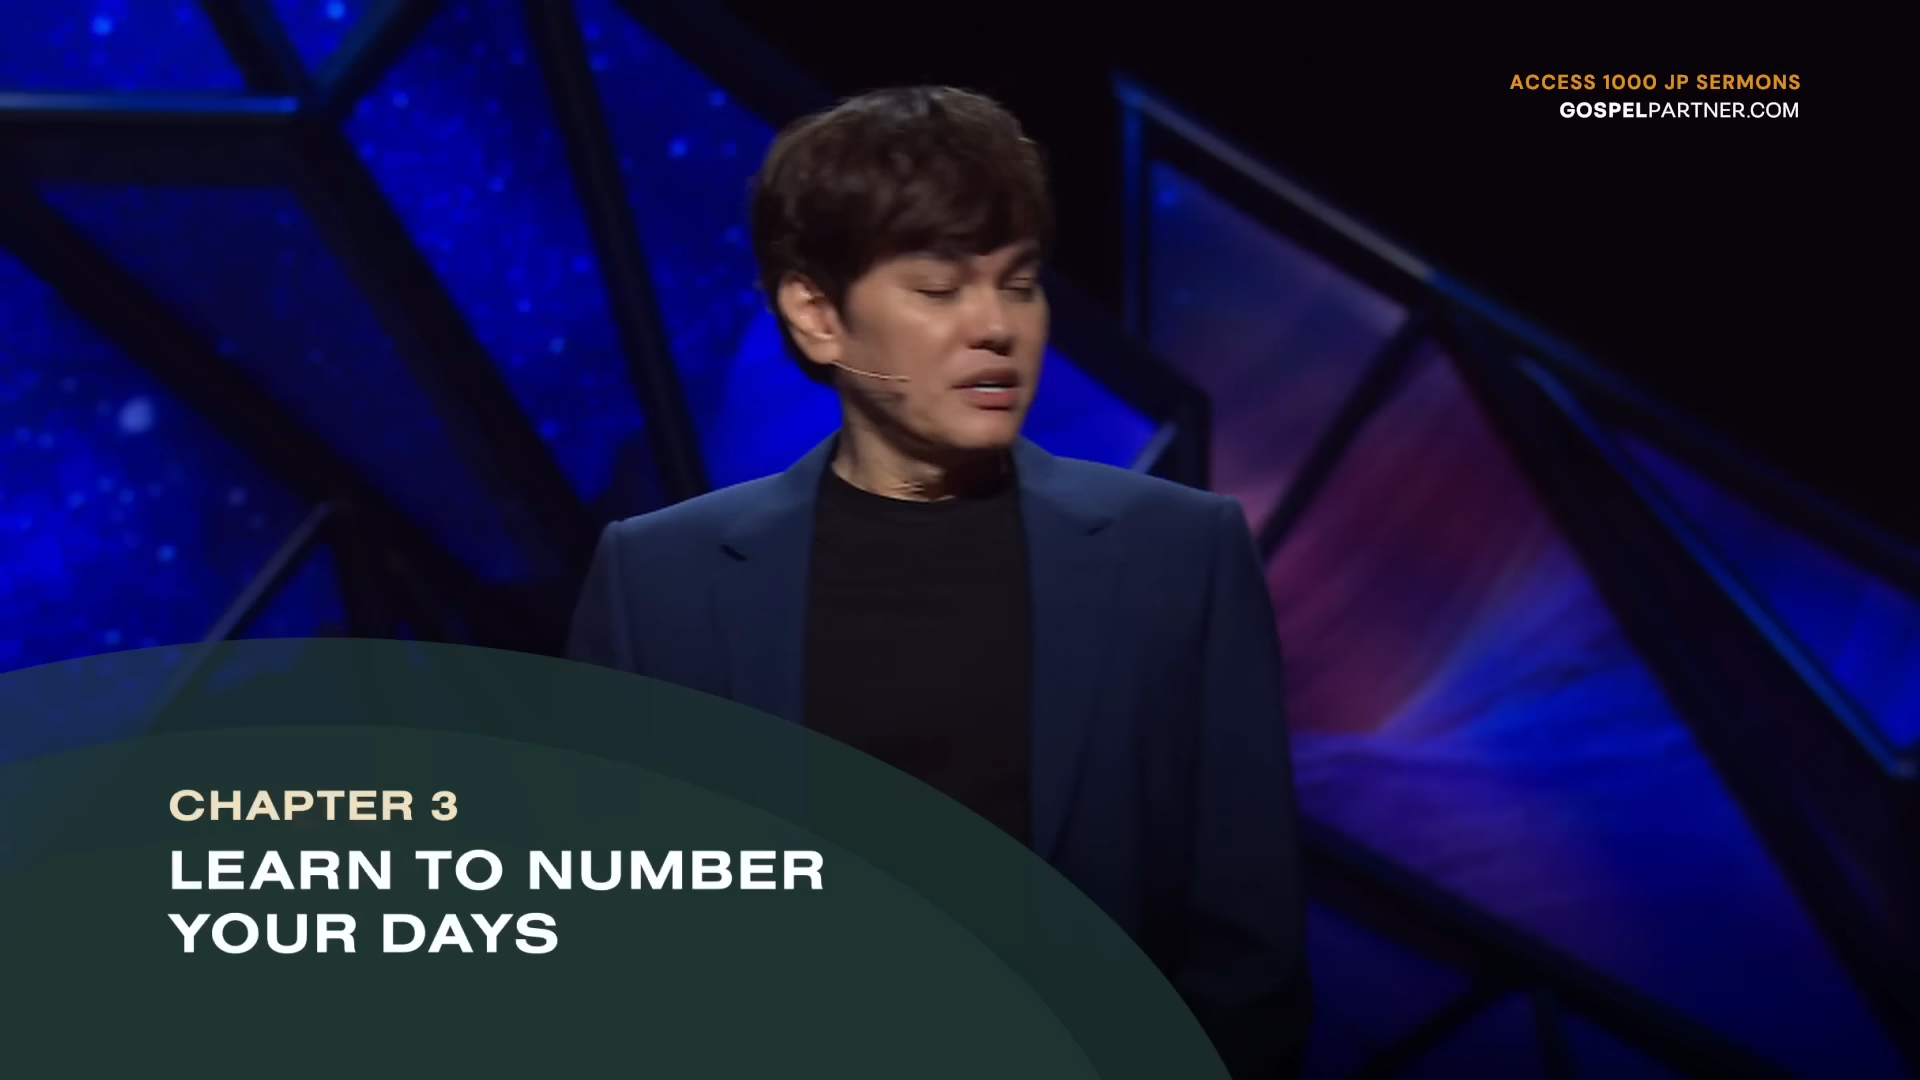 ACCESS 1000 JP SERMONS
GOSPELPARTNER.COM
CHAPTER 3
LEARN TO NUMBER
YOUR DAYS